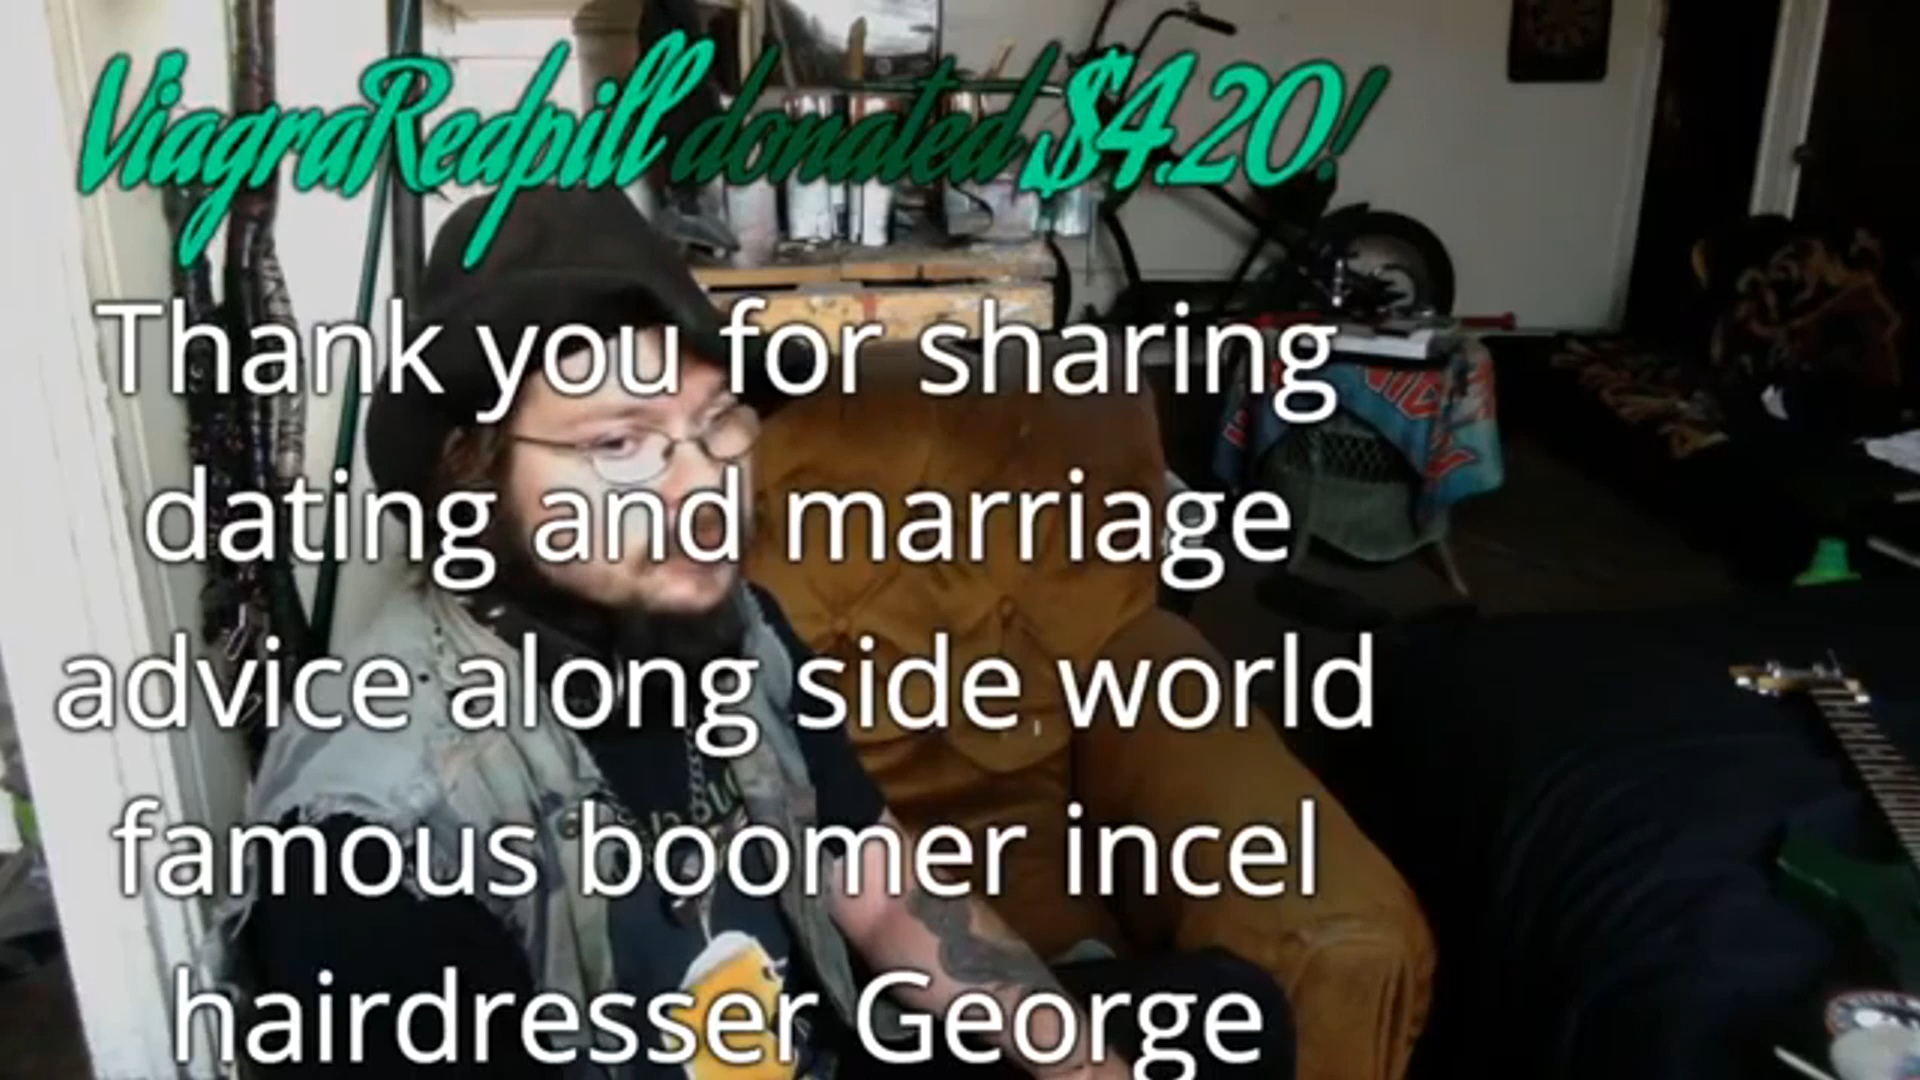 ViagraRedpill donated $4.20!
Thank you for sharing
dating and marriage
advice along side world
famous boomer incel
hairdresser George